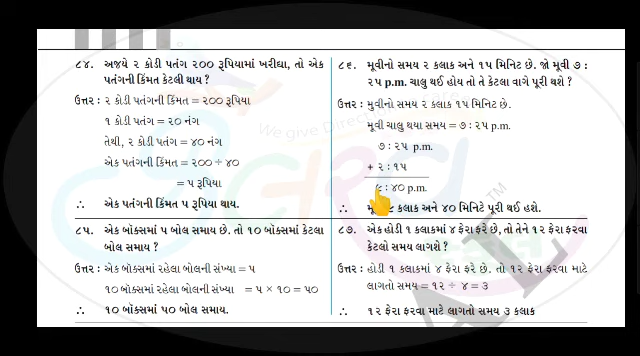 ૮૪. અજયે ૨ કોડી પતંગ ૨૦૦ રૂપિયામાં ખરીઘા, તો એક
પતંગની કિંમત કેટલી થાય ?
ઉત્તર : ૨ કોડી પતંગની કિંમત = ૨૦૦ રૂપિયા
૧ કોડી પતંગ = ૨૦ નંગ
તેથી, ૨ કોડી પતંગ = ૪૦ નંગ
એક પતંગની કિંમત = ૨૦૦ ÷ ૪૦
= ૫ રૂપિયા
∴ એક પતંગની કિંમત ૫ રૂપિયા થાય.
૮૫. એક બૉક્સમાં ૫ બોલ સમાય છે. તો ૧૦ બૉક્સમાં કેટલા
બોલ સમાય ?
ઉત્તર : એક બૉક્સમાં રહેલા બોલની સંખ્યા = ૫
૧૦ બૉક્સમાં રહેલા બોલની સંખ્યા = ૫ × ૧૦ = ૫૦
∴ ૧૦ બૉક્સમાં ૫૦ બોલ સમાય.
૮૬. મૂવીનો સમય ૨ કલાક અને ૧૫ મિનિટ છે. જો મૂવી ૭ :
૨૫ p.m. ચાલુ થઈ હોય તો તે કેટલા વાગે પૂરી થશે ?
ઉત્તર : મુવીનો સમય ૨ કલાક ૧૫ મિનિટ છે.
મૂવી ચાલુ થયા સમય = ૭ : ૨૫ p.m.
૭ : ૨૫ p.m.
+ ૨ : ૧૫
૯ : ૪૦ p.m.
∴ ૯ કલાક અને ૪૦ મિનિટે પૂરી થઈ હશે.
૮૭. એક હોડી ૧ કલાકમાં ૪ ફેરા ફરે છે, તો તેને ૧૨ ફેરા ફરવા
કેટલો સમય લાગશે ?
ઉત્તર : હોડી ૧ કલાકમાં ૪ ફેરા ફરે છે. તો ૧૨ ફેરા ફરવા માટે
લાગતો સમય = ૧૨ ÷ ૪ = ૩
∴ ૧૨ ફેરા ફરવા માટે લાગતો સમય ૩ કલાક